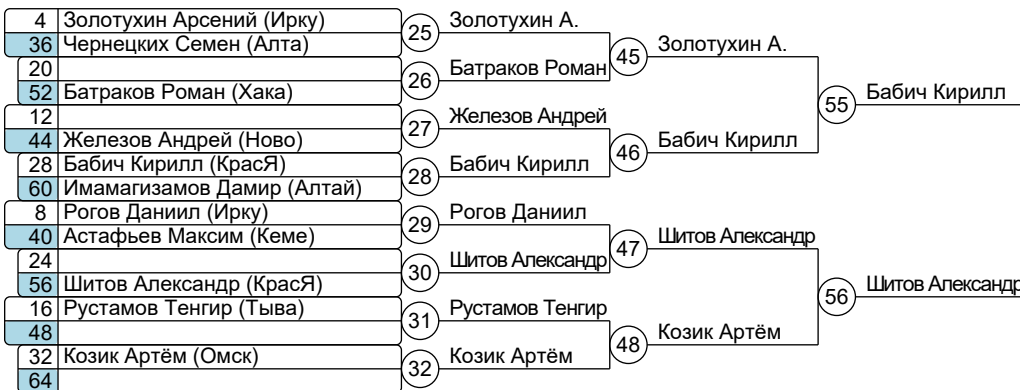 4 Золотухин Арсений (Ирку)
36 Чернецких Семен (Алта)
20
52 Батраков Роман (Хака)
12
44 Железов Андрей (Ново)
28 Бабич Кирилл (КрасЯ)
60 Имамагизамов Дамир (Алтай)
8 Рогов Даниил (Ирку)
40 Астафьев Максим (Кеме)
24
56 Шитов Александр (КрасЯ)
16 Рустамов Тенгир (Тыва)
48
32 Козик Артём (Омск)
64
25 Золотухин А.
26 Батраков Роман
27 Железов Андрей
28 Бабич Кирилл
29 Рогов Даниил
30 Шитов Александр
31 Рустамов Тенгир
32 Козик Артём
45 Золотухин А.
46 Бабич Кирилл
47 Шитов Александр
48 Козик Артём
55 Бабич Кирилл
56 Шитов Александр